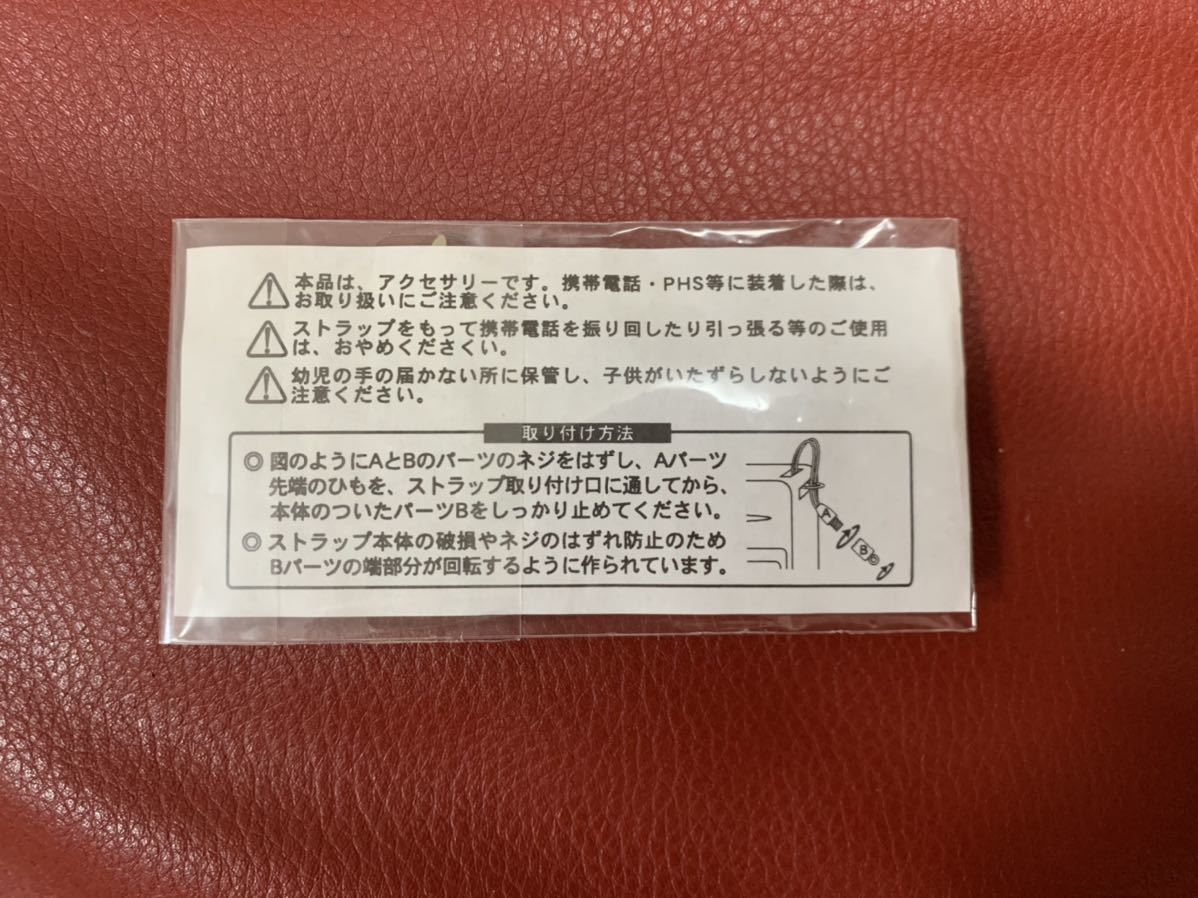 本品は、アクセサリーです。携帯電話・PHS等に装着した際は、
お取り扱いにご注意ください。
ストラップをもって携帯電話を振り回したり引っ張る等のご使用
は、おやめくださくい。
幼児の手の届かない所に保管し、子供がいたずらしないようにご
注意ください。
取り付け方法
◎ 図のようにAとBのパーツのネジをはずし、Aパーツ
先端のひもを、ストラップ取り付け口に通してから、
本体のついたパーツBをしっかり止めてください。
◎ ストラップ本体の破損やネジのはずれ防止のため
Bパーツの端部分が回転するように作られています。
A
B